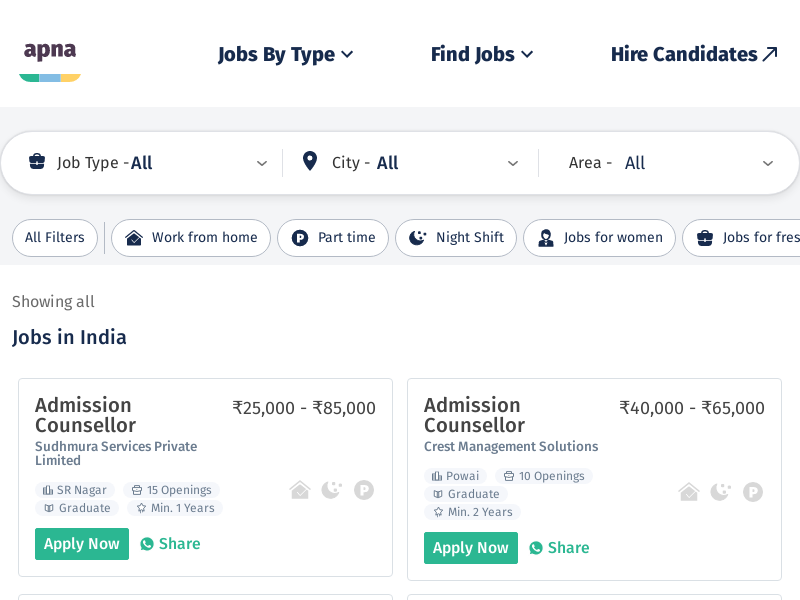 apna
Jobs By Type
Find Jobs
Hire Candidates
Job Type - All
City - All
Area - All
All Filters
Work from home
Part time
Night Shift
Jobs for women
Jobs for fres
Showing all
Jobs in India
Admission
Counsellor
₹25,000 - ₹85,000
Sudhmura Services Private
Limited
SR Nagar
15 Openings
Graduate
Min. 1 Years
P
Apply Now
Share
Admission
Counsellor
₹40,000 - ₹65,000
Crest Management Solutions
Powai
10 Openings
Graduate
Min. 2 Years
P
Apply Now
Share